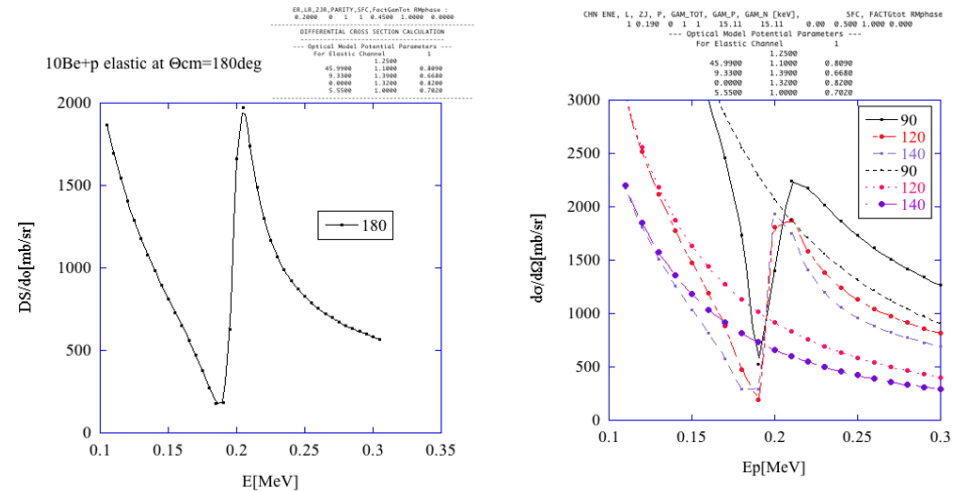 ER,LR,2JR,PARITY,SFC,FactGamTot RMphase :
0.2000 0 1 1 0.4500 1.0000 0.0000
DIFFERENTIAL CROSS SECTION CALCULATION
--- Optical Model Potential Parameters ---
For Elastic Channel 1
1.2500
45.9900 1.1000 0.8090
9.3300 1.3900 0.6680
0.0000 1.3200 0.8200
5.5500 1.0000 0.7020
10Be+p elastic at Θcm=180deg
2000
1500
1000
500
0
DS/do[mb/sr]
180
0.1 0.15 0.2 0.25 0.3 0.35
E[MeV]
CHN ENE, L, ZJ, P, GAM_TOT, GAM_P, GAM_N [keV], SFC, FACTGtot RMphase
1 0.190 0 1 1 15.11 15.11 0.00 0.500 1.000 0.000
--- Optical Model Potential Parameters ---
For Elastic Channel 1
1.2500
45.9900 1.1000 0.8090
9.3300 1.3900 0.6680
0.0000 1.3200 0.8200
5.5500 1.0000 0.7020
3000
2500
2000
1500
1000
500
0
dσ/dΩ[mb/sr]
90
120
140
90
120
140
0.1 0.15 0.2 0.25 0.3
Ep[MeV]